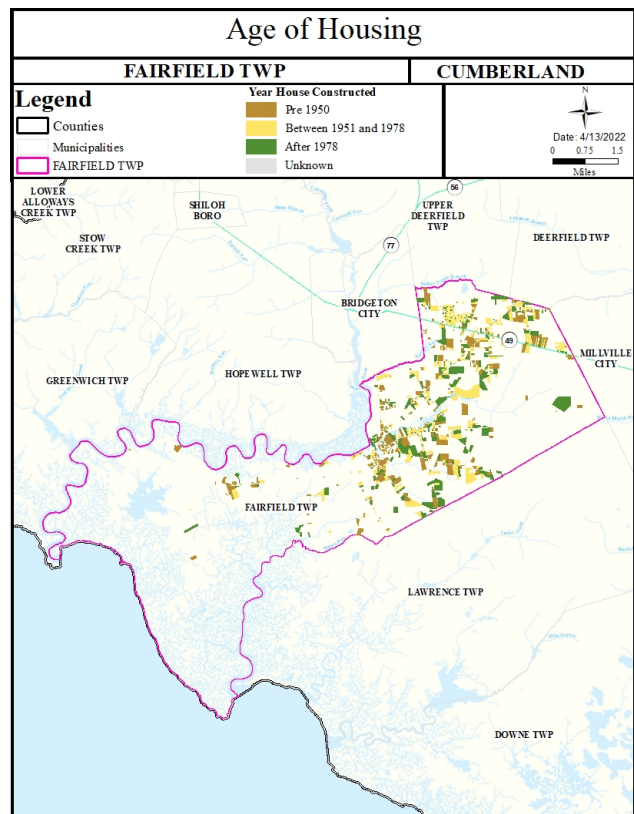 Age of Housing
FAIRFIELD TWP
CUMBERLAND
Legend
Counties
Municipalities
FAIRFIELD TWP
Year House Constructed
Pre 1950
Between 1951 and 1978
After 1978
Unknown
N
Date: 4/13/2022
0 0.75 1.5
Miles
LOWER
ALLOWAYS
CREEK TWP
SHILOH
BORO
56
UPPER
DEERFIELD
TWP
STOW
CREEK TWP
77
DEERFIELD TWP
BRIDGETON
CITY
49
MILLVILLE
CITY
GREENWICH TWP
HOPEWELL TWP
FAIRFIELD TWP
LAWRENCE TWP
DOWNE TWP